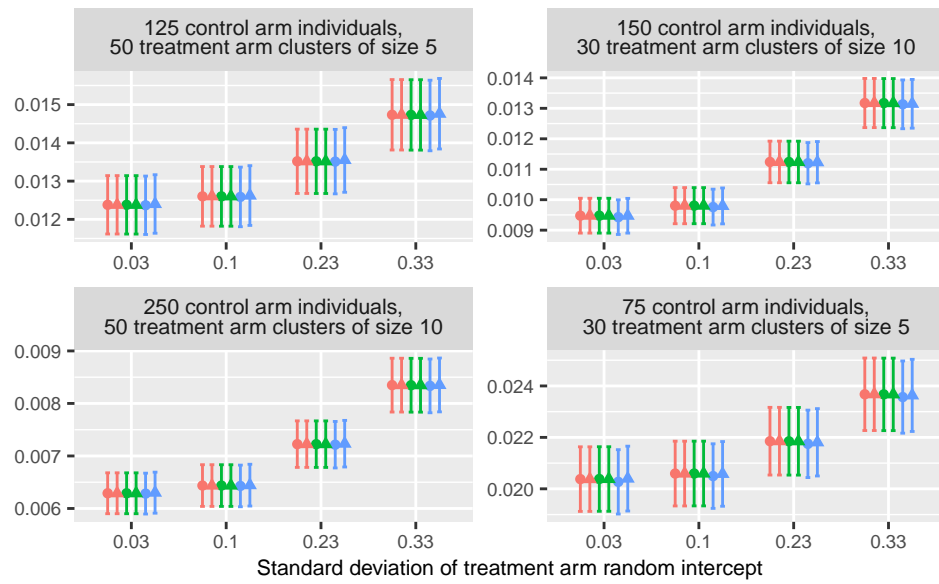 125 control arm individuals,
50 treatment arm clusters of size 5
0.015
0.014
0.013
0.012
0.03 0.1 0.23 0.33
150 control arm individuals,
30 treatment arm clusters of size 10
0.014
0.013
0.012
0.011
0.010
0.009
0.03 0.1 0.23 0.33
250 control arm individuals,
50 treatment arm clusters of size 10
0.009
0.008
0.007
0.006
0.03 0.1 0.23 0.33
75 control arm individuals,
30 treatment arm clusters of size 5
0.024
0.022
0.020
0.03 0.1 0.23 0.33
Standard deviation of treatment arm random intercept